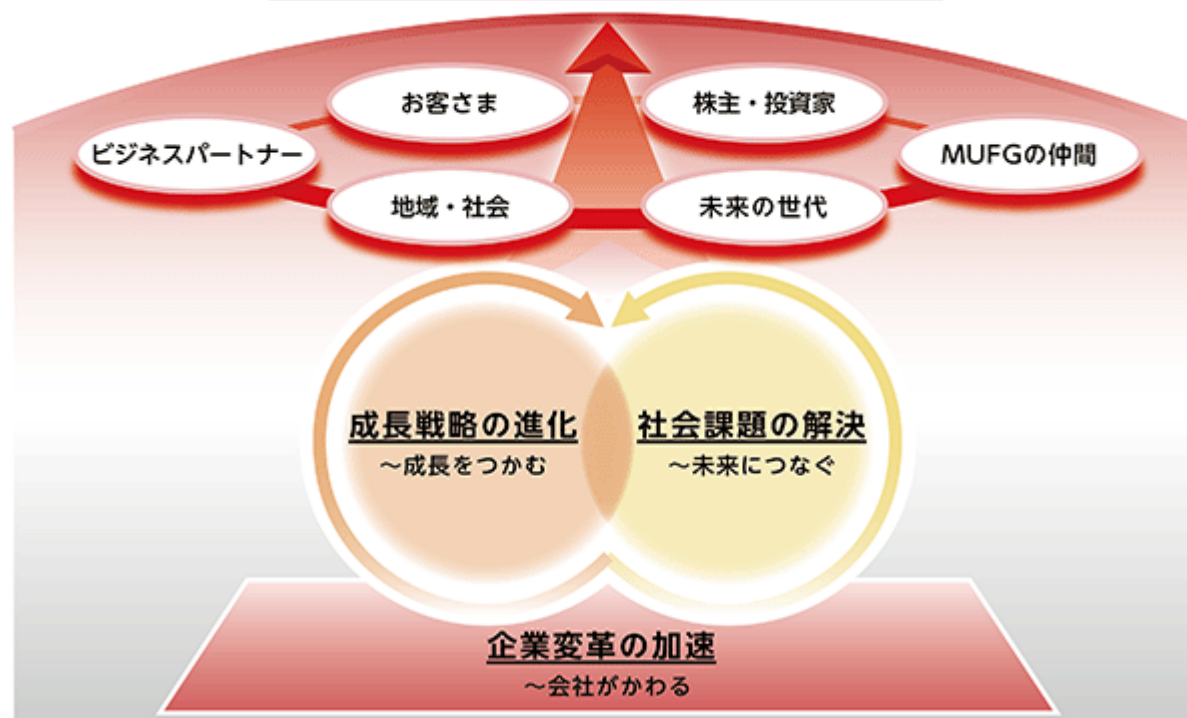 お客さま
株主・投資家
ビジネスパートナー
MUFGの仲間
地域・社会
未来の世代
成長戦略の進化
～成長をつかむ
社会課題の解決
～未来につなぐ
企業変革の加速
～会社がかわる